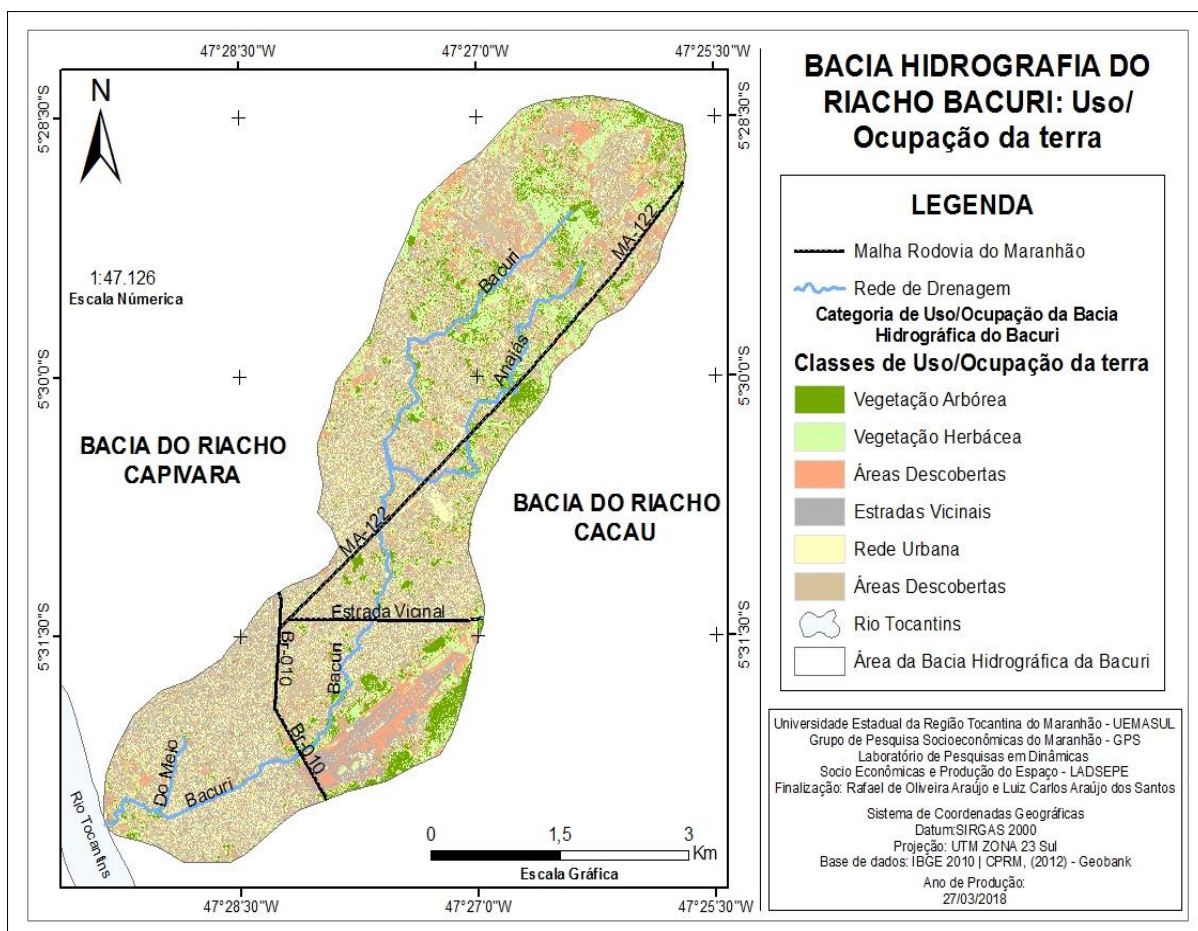 47°28'30"W
47°27'0"W
47°25'30"W
N
5°28'30"S
5°28'30"S
1:47.126
Escala Númerica
Bacuri
MA-122
Anajás
5°30'0"S
5°30'0"S
BACIA DO RIACHO
CAPIVARA
BACIA DO RIACHO
CACAU
MA-122
Estrada Vicinal
Br-010
Bacuri
5°31'30"S
5°31'30"S
Br-010
Do Meio
Bacuri
Rio Tocantins
0
1,5
3
Km
Escala Gráfica
47°28'30"W
47°27'0"W
47°25'30"W
BACIA HIDROGRAFIA DO
RIACHO BACURI: Uso/
Ocupação da terra
LEGENDA
Malha Rodovia do Maranhão
Rede de Drenagem
Categoria de Uso/Ocupação da Bacia
Hidrográfica do Bacuri
Classes de Uso/Ocupação da terra
Vegetação Arbórea
Vegetação Herbácea
Áreas Descobertas
Estradas Vicinais
Rede Urbana
Áreas Descobertas
Rio Tocantins
Área da Bacia Hidrográfica da Bacuri
Universidade Estadual da Região Tocantina do Maranhão - UEMASUL
Grupo de Pesquisa Socioeconômicas do Maranhão - GPS
Laboratório de Pesquisas em Dinâmicas
Socio Econômicas e Produção do Espaço - LADSEPE
Finalização: Rafael de Oliveira Araújo e Luiz Carlos Araújo dos Santos
Sistema de Coordenadas Geográficas
Datum:SIRGAS 2000
Projeção: UTM ZONA 23 Sul
Base de dados: IBGE 2010 | CPRM, (2012) - Geobank
Ano de Produção:
27/03/2018